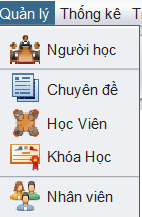 Quản lý Thống kê T
Người học
Chuyên đề
Học Viên
Khóa Học
Nhân viên